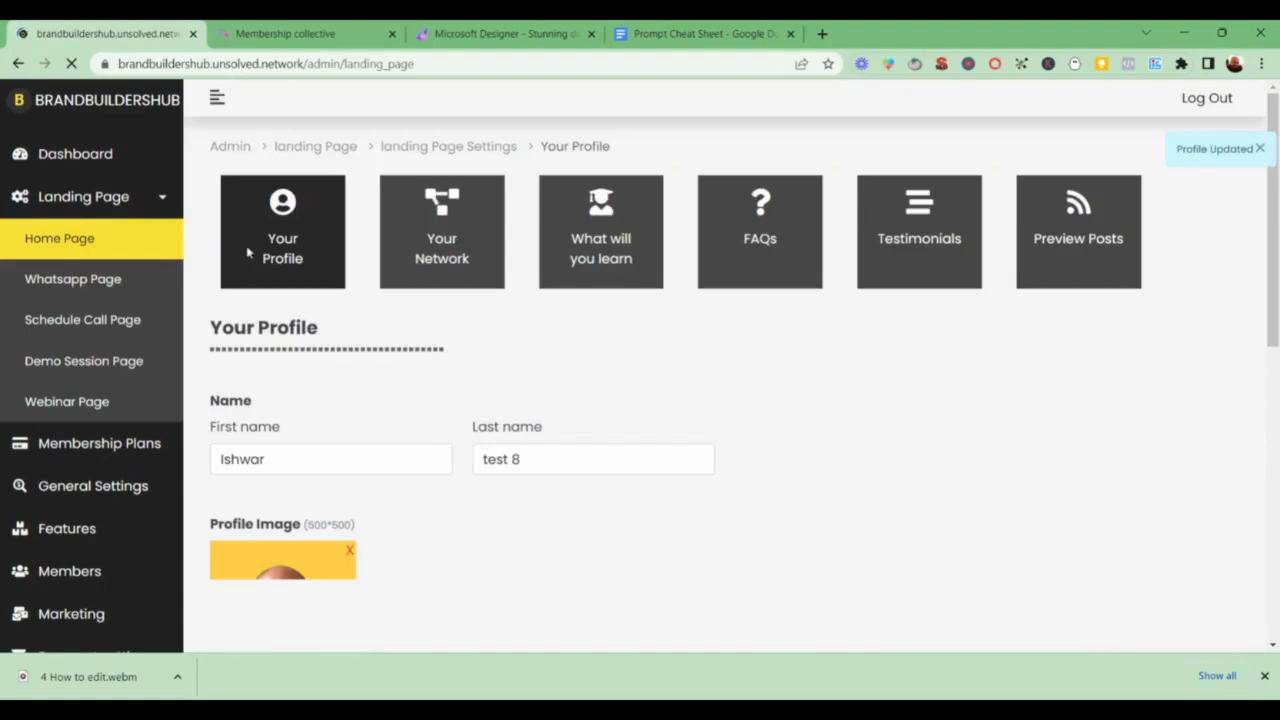 brandbuildershub.unsolved.netw
Membership collective
Microsoft Designer - Stunning d
Prompt Cheat Sheet - Google D
brandbuildershub.unsolved.network/admin/landing_page
B BRANDBUILDERSHUB
Log Out
Dashboard
Landing Page
Home Page
Whatsapp Page
Schedule Call Page
Demo Session Page
Webinar Page
Membership Plans
General Settings
Features
Members
Marketing
Admin > landing Page > landing Page Settings > Your Profile
Profile Updated X
Your
Profile
Your
Network
What will
you learn
FAQs
Testimonials
Preview Posts
Your Profile
Name
First name
Last name
Ishwar
test 8
Profile Image (500*500)
X
4 How to edit.webm
Show all